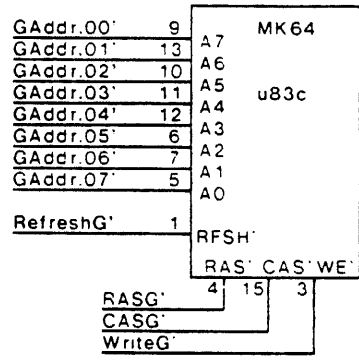 GAddr.00' 9 A7 MK64
GAddr.01' 13 A6
GAddr.02' 10 A5 u83c
GAddr.03' 11 A4
GAddr.04' 12 A3
GAddr.05' 6 A2
GAddr.06' 7 A1
GAddr.07' 5 A0
RefreshG' 1 RFSH'
RAS' CAS' WE'
4 15 3
RASG'
CASG'
WriteG'